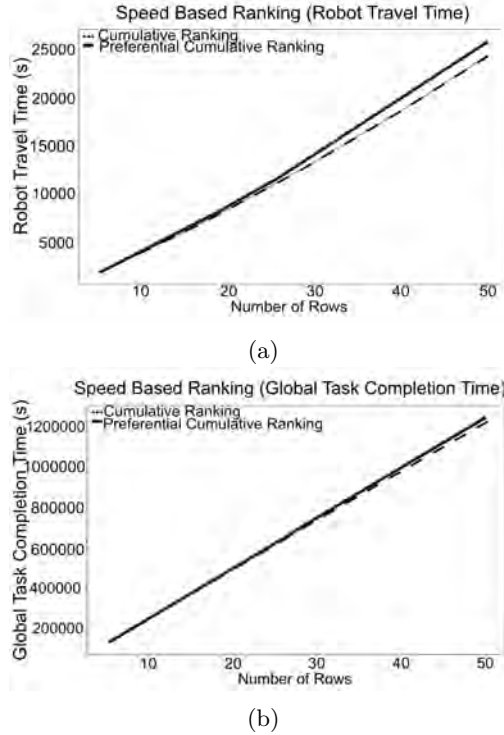 Speed Based Ranking (Robot Travel Time)
Cumulative Ranking
Preferential Cumulative Ranking
Robot Travel Time (s)
25000
20000
15000
10000
5000
10 20 30 40 50
Number of Rows
(a)
Speed Based Ranking (Global Task Completion Time)
Cumulative Ranking
Preferential Cumulative Ranking
Global Task Completion Time (s)
1200000
1000000
800000
600000
400000
200000
10 20 30 40 50
Number of Rows
(b)